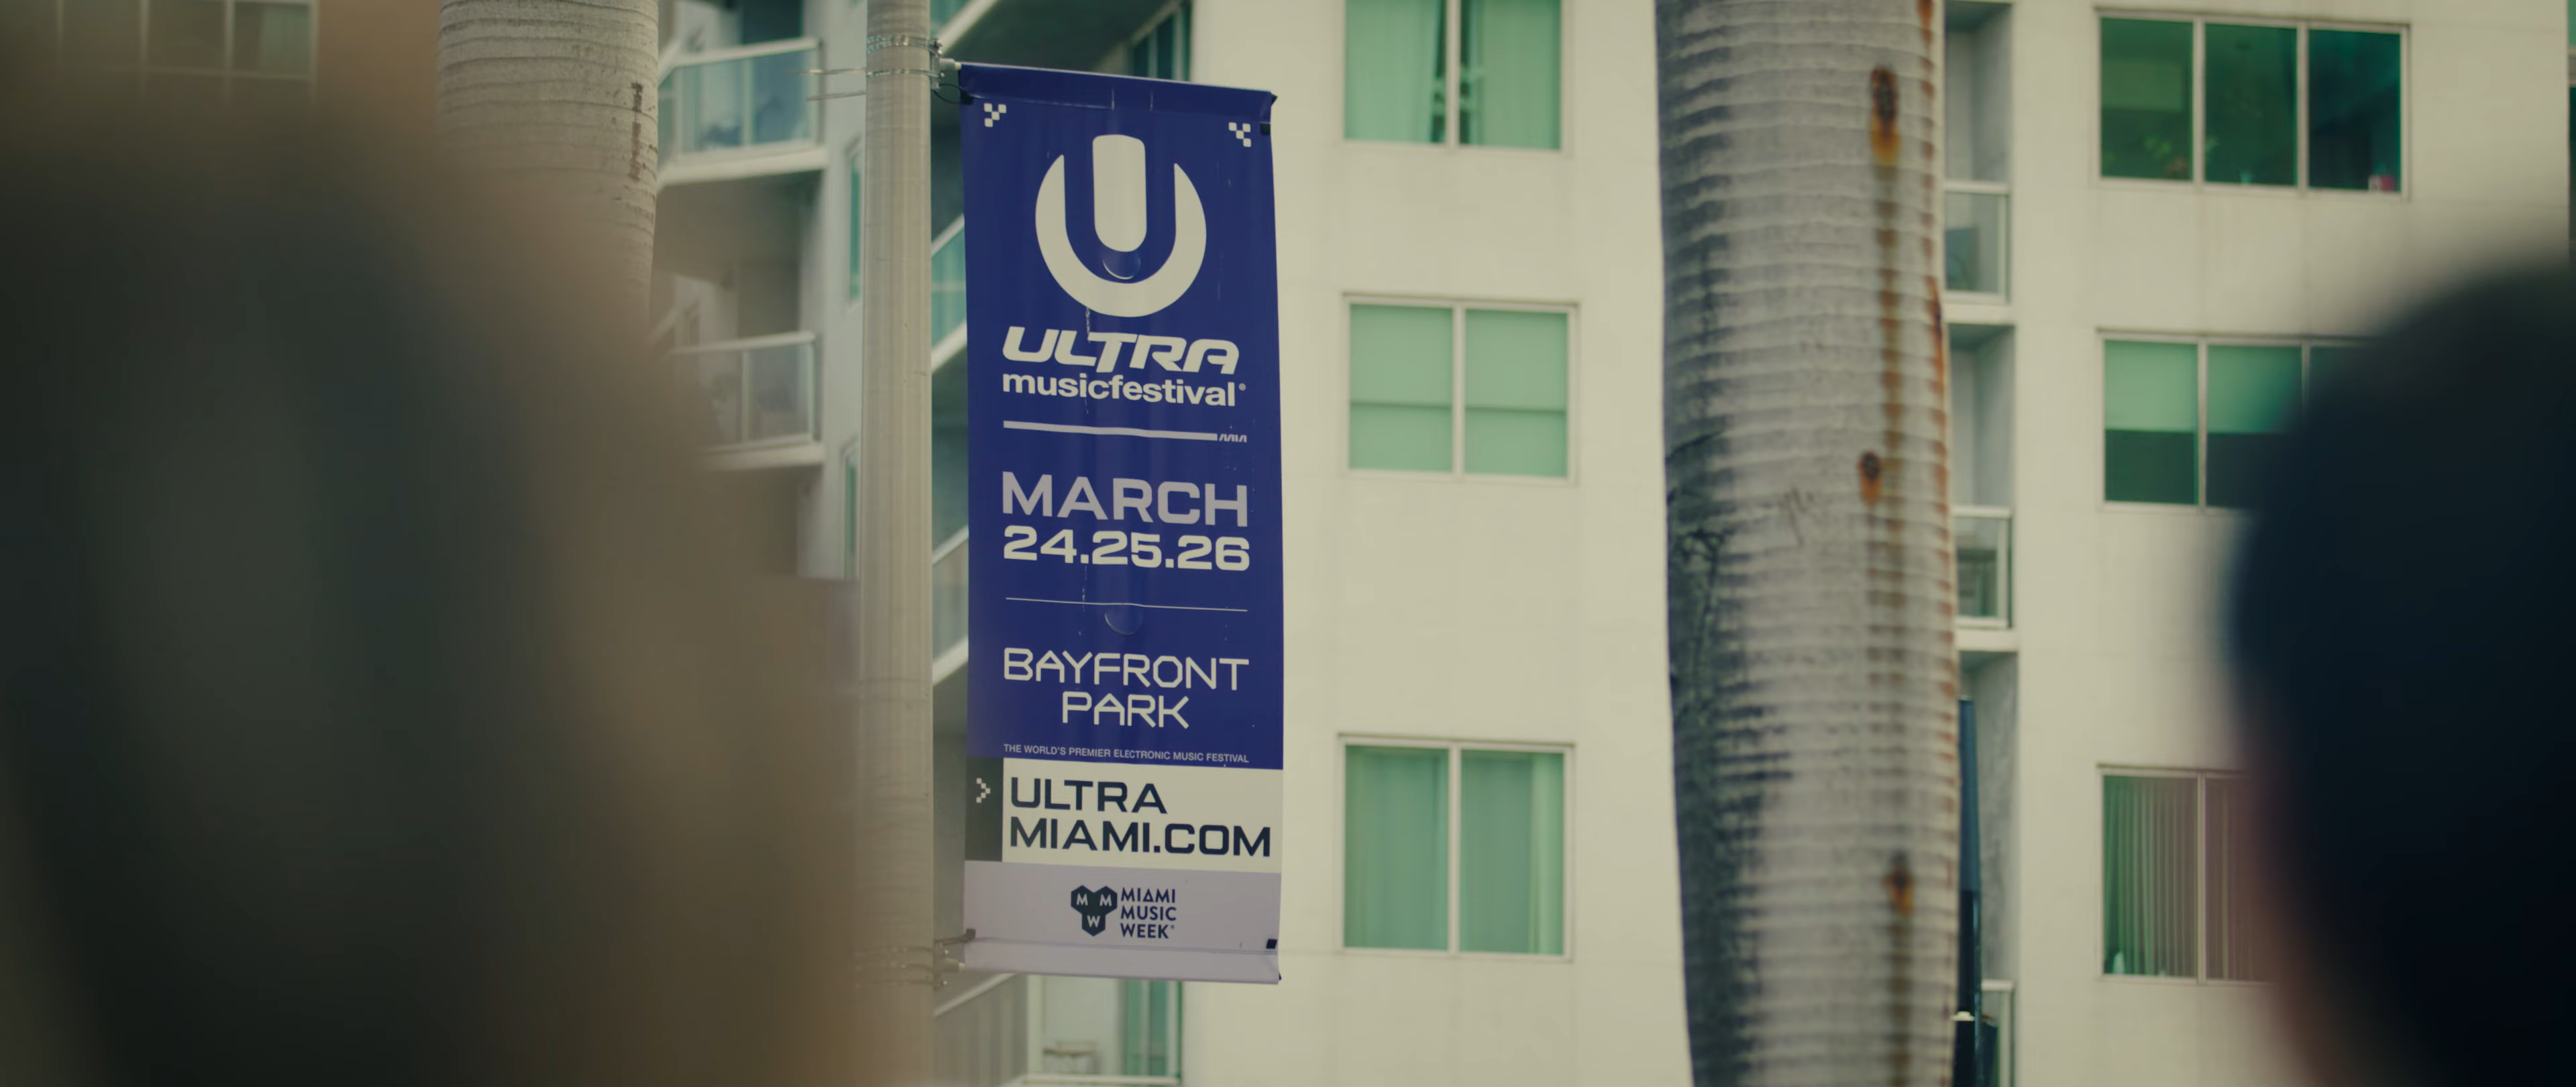 ULTRA
musicfestival®
MARCH
24.25.26
BAYFRONT
PARK
THE WORLD'S PREMIER ELECTRONIC MUSIC FESTIVAL
ULTRA
MIAMI.COM
M M
W
MIAMI
MUSIC
WEEK®